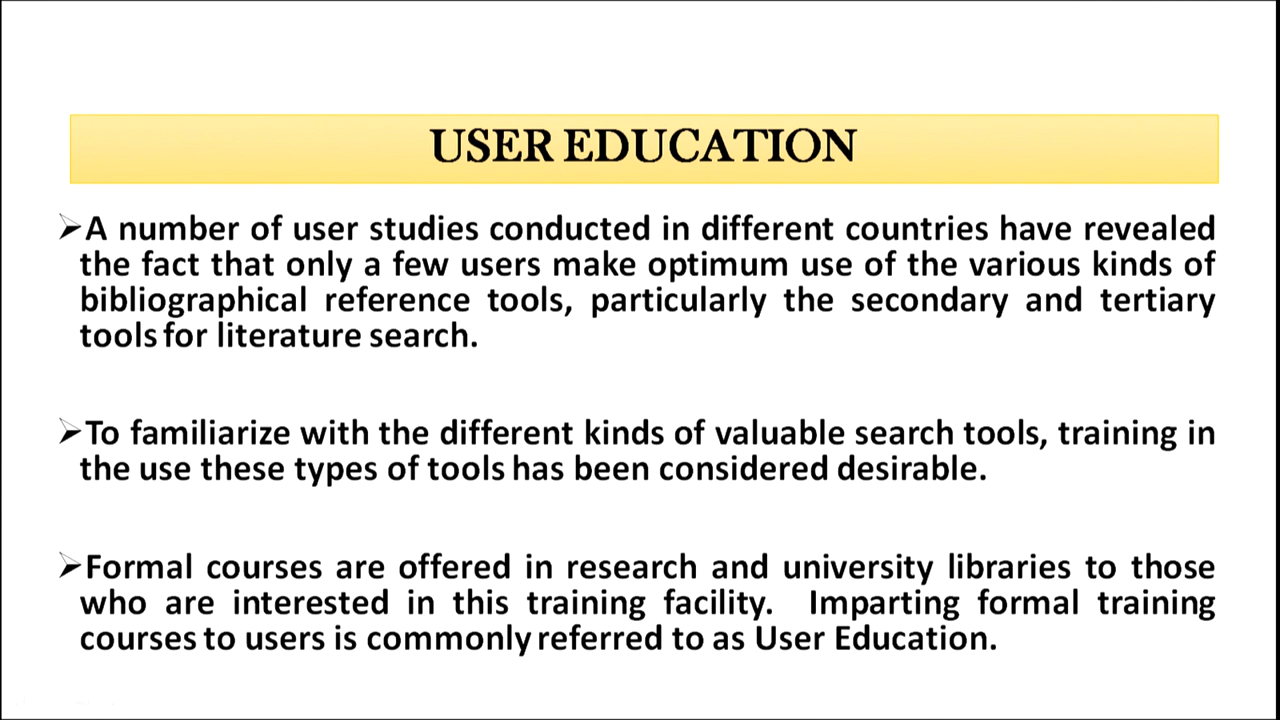 USER EDUCATION
➢A number of user studies conducted in different countries have revealed
the fact that only a few users make optimum use of the various kinds of
bibliographical reference tools, particularly the secondary and tertiary
tools for literature search.
➢To familiarize with the different kinds of valuable search tools, training in
the use these types of tools has been considered desirable.
➢Formal courses are offered in research and university libraries to those
who are interested in this training facility. Imparting formal training
courses to users is commonly referred to as User Education.